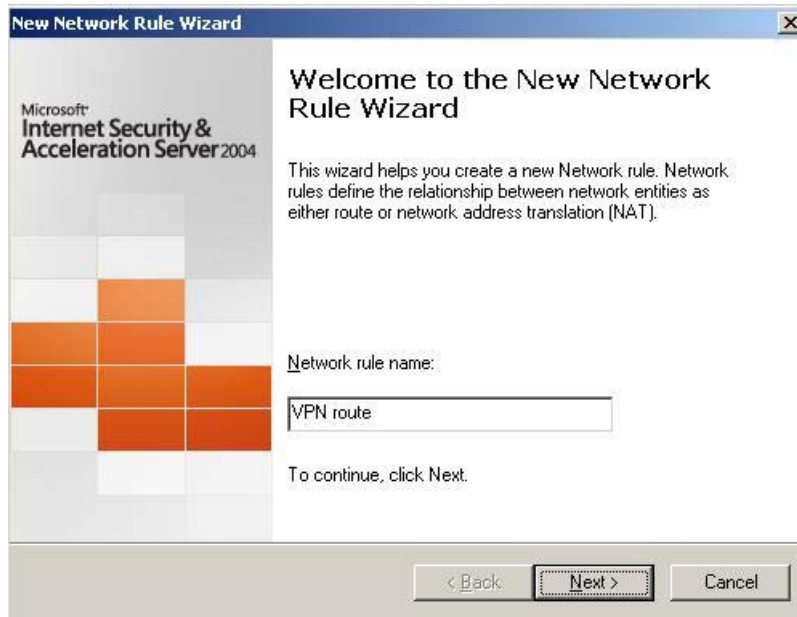 New Network Rule Wizard
Microsoft
Internet Security &
Acceleration Server 2004
Welcome to the New Network
Rule Wizard
This wizard helps you create a new Network rule. Network
rules define the relationship between network entities as
either route or network address translation (NAT).
Network rule name:
VPN route
To continue, click Next.
< Back
Next >
Cancel